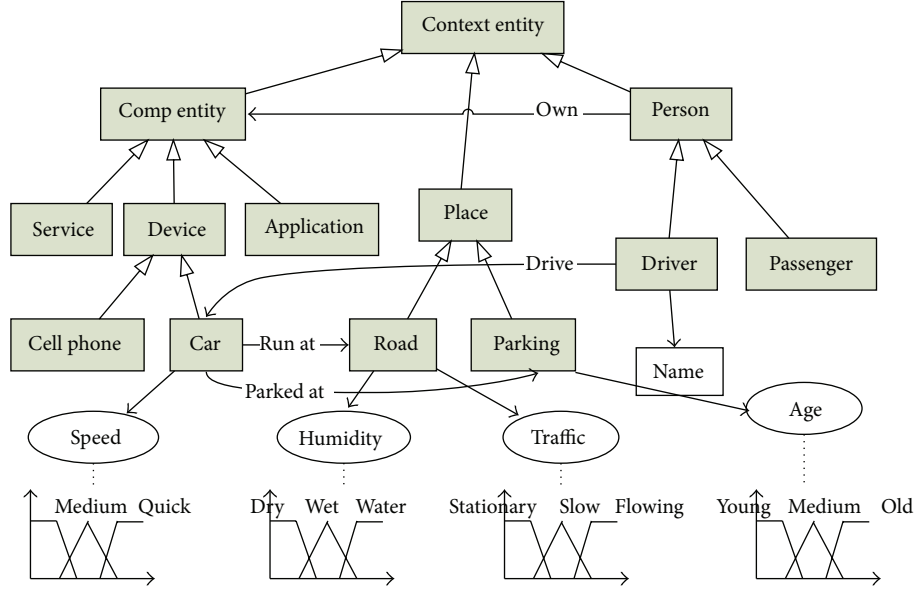 Context entity
Comp entity
Own
Person
Service
Device
Application
Place
Drive
Driver
Passenger
Cell phone
Car
Run at
Road
Parking
Name
Parked at
Age
Speed
Humidity
Traffic
Medium Quick
Dry Wet Water
Stationary Slow Flowing
Young Medium Old